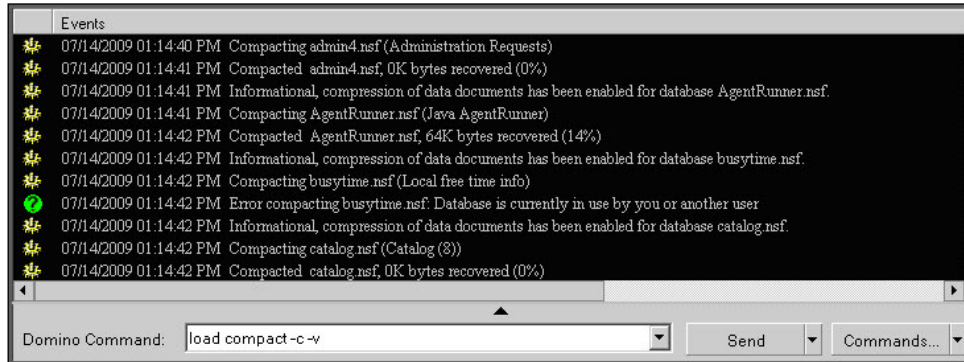 Events
07/14/2009 01:14:40 PM Compacting admin4.nsf (Administration Requests)
07/14/2009 01:14:41 PM Compacted admin4.nsf, 0K bytes recovered (0%)
07/14/2009 01:14:41 PM Informational, compression of data documents has been enabled for database AgentRunner.nsf.
07/14/2009 01:14:41 PM Compacting AgentRunner.nsf (Java AgentRunner)
07/14/2009 01:14:42 PM Compacted AgentRunner.nsf, 64K bytes recovered (14%)
07/14/2009 01:14:42 PM Informational, compression of data documents has been enabled for database busytime.nsf.
07/14/2009 01:14:42 PM Compacting busytime.nsf (Local free time info)
07/14/2009 01:14:42 PM Error compacting busytime.nsf: Database is currently in use by you or another user
07/14/2009 01:14:42 PM Informational, compression of data documents has been enabled for database catalog.nsf.
07/14/2009 01:14:42 PM Compacting catalog.nsf (Catalog (8))
07/14/2009 01:14:42 PM Compacted catalog.nsf, 0K bytes recovered (0%)
Domino Command: load compact -c -v Send Commands...